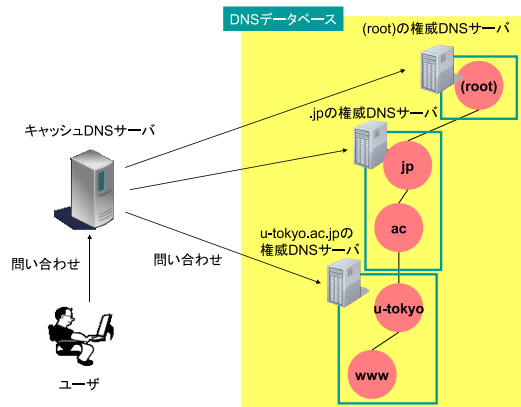 DNSデータベース
(root)の権威DNSサーバ
(root)
.jpの権威DNSサーバ
キャッシュDNSサーバ
jp
ac
u-tokyo.ac.jpの
権威DNSサーバ
問い合わせ
問い合わせ
u-tokyo
www
ユーザ